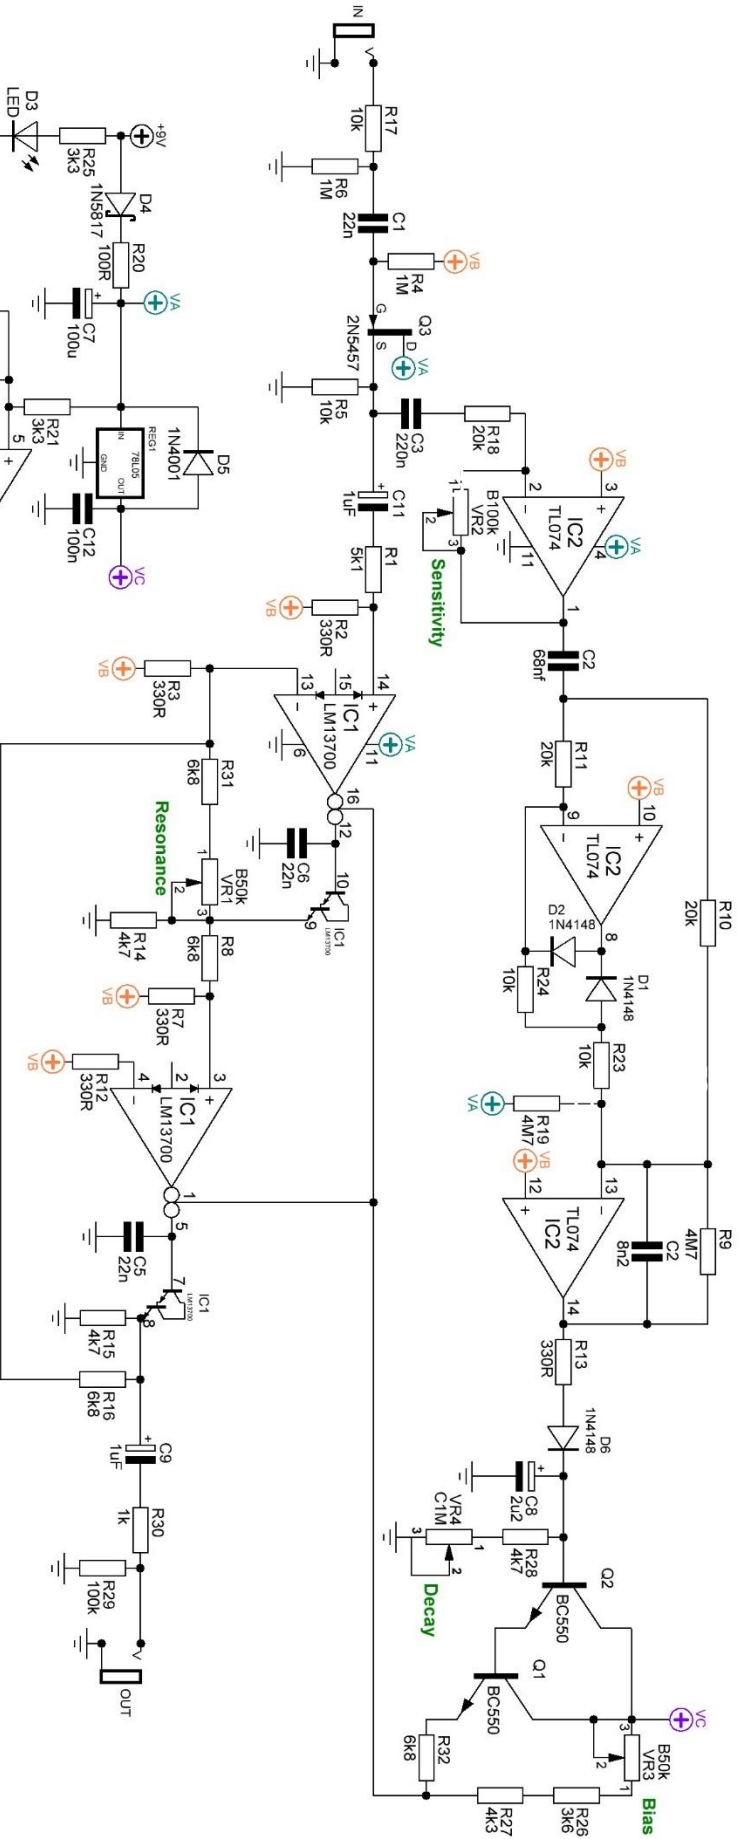 IN
R17
10k
R6
1M
C1
22n
VB
R4
1M
G
S
D
Q3
VA
2N5457
R5
10k
C3
220n
R18
20k
C11
+
1uF
R1
5k1
VB
R2
330R
VB
3
+
VA
4
IC2
TL074
2
-
11
1
B100k
VR2
2
3
Sensitivity
C2
68nf
R11
20k
R10
20k
VB
10
+
IC2
TL074
9
-
8
D2
1N4148
D1
1N4148
R24
10k
R23
10k
R19
4M7
VA
VB
12
+
13
-
TL074
IC2
14
C2
8n2
R9
4M7
R13
330R
D6
1N4148
+
C8
2u2
R28
4k7
VR4
C1M
3
1
2
Decay
Q2
BC550
Q1
BC550
VC
3
B50k
VR3
2
1
Bias
R32
6k8
R27
4k3
R26
3k6
14
+
13
-
15
IC1
LM13700
VA
11
6
16
12
VB
R3
330R
R31
6k8
C6
22n
10
9
IC1
LM13700
Resonance
1
B50k
VR1
2
3
R14
4k7
R8
6k8
VB
R7
330R
VB
R12
330R
3
+
4
-
2
IC1
LM13700
1
5
C5
22n
7
8
IC1
LM13700
R15
4k7
R16
6k8
C9
+
1uF
R30
1k
R29
100k
OUT
+9V
D3
LED
R25
3k3
D4
1N5817
R20
100R
VA
+
C7
100u
R21
3k3
5
+
REG1
IN
78L05
GND
OUT
D5
1N4001
C12
100n
VC